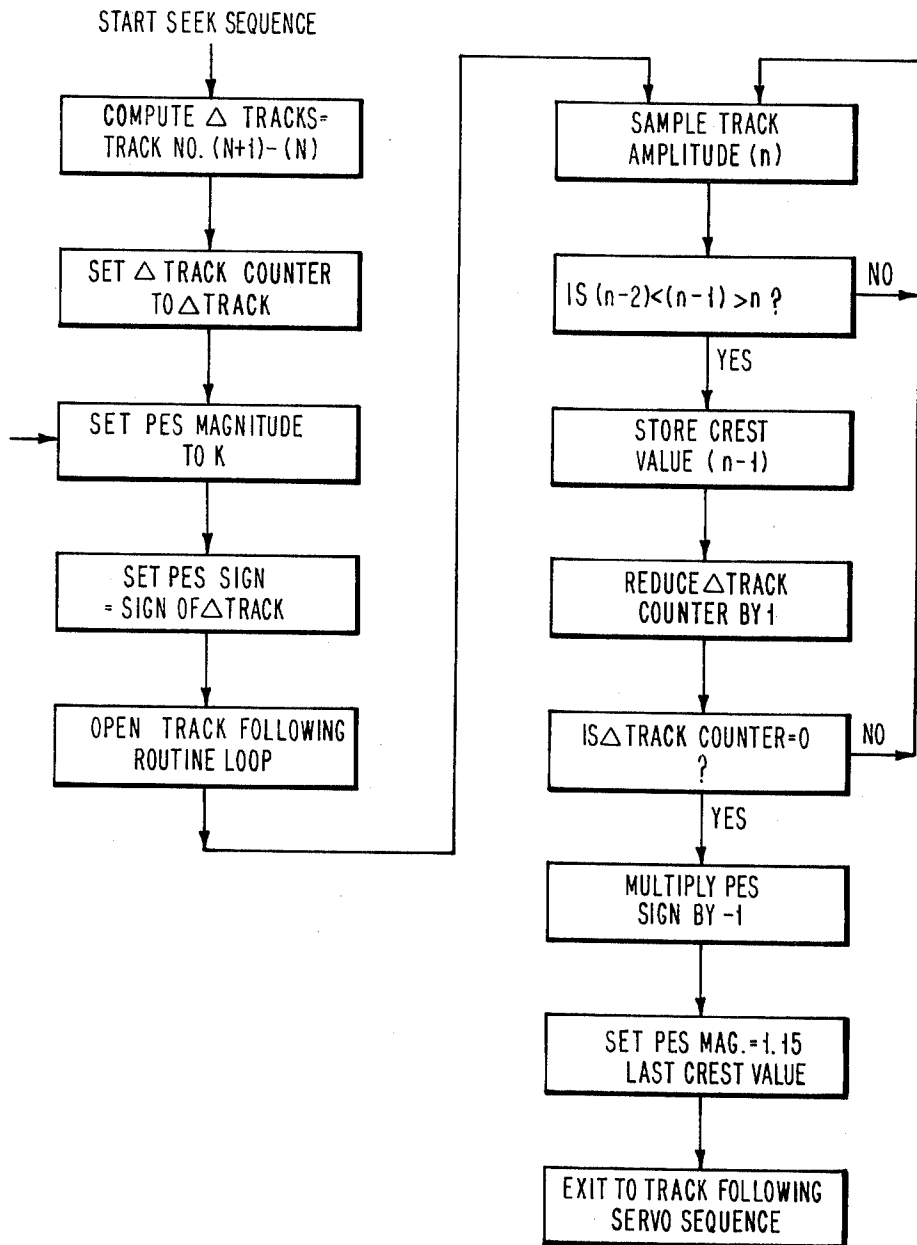 START SEEK SEQUENCE
COMPUTE △ TRACKS=
TRACK NO. (N+1)-(N)
SET △ TRACK COUNTER
TO △ TRACK
SET PES MAGNITUDE
TO K
SET PES SIGN
= SIGN OF △ TRACK
OPEN TRACK FOLLOWING
ROUTINE LOOP
SAMPLE TRACK
AMPLITUDE (n)
IS (n-2)<(n-1)>n ?
NO
YES
STORE CREST
VALUE (n-1)
REDUCE △ TRACK
COUNTER BY 1
IS △ TRACK COUNTER=0
?
NO
YES
MULTIPLY PES
SIGN BY -1
SET PES MAG.=1.15
LAST CREST VALUE
EXIT TO TRACK FOLLOWING
SERVO SEQUENCE